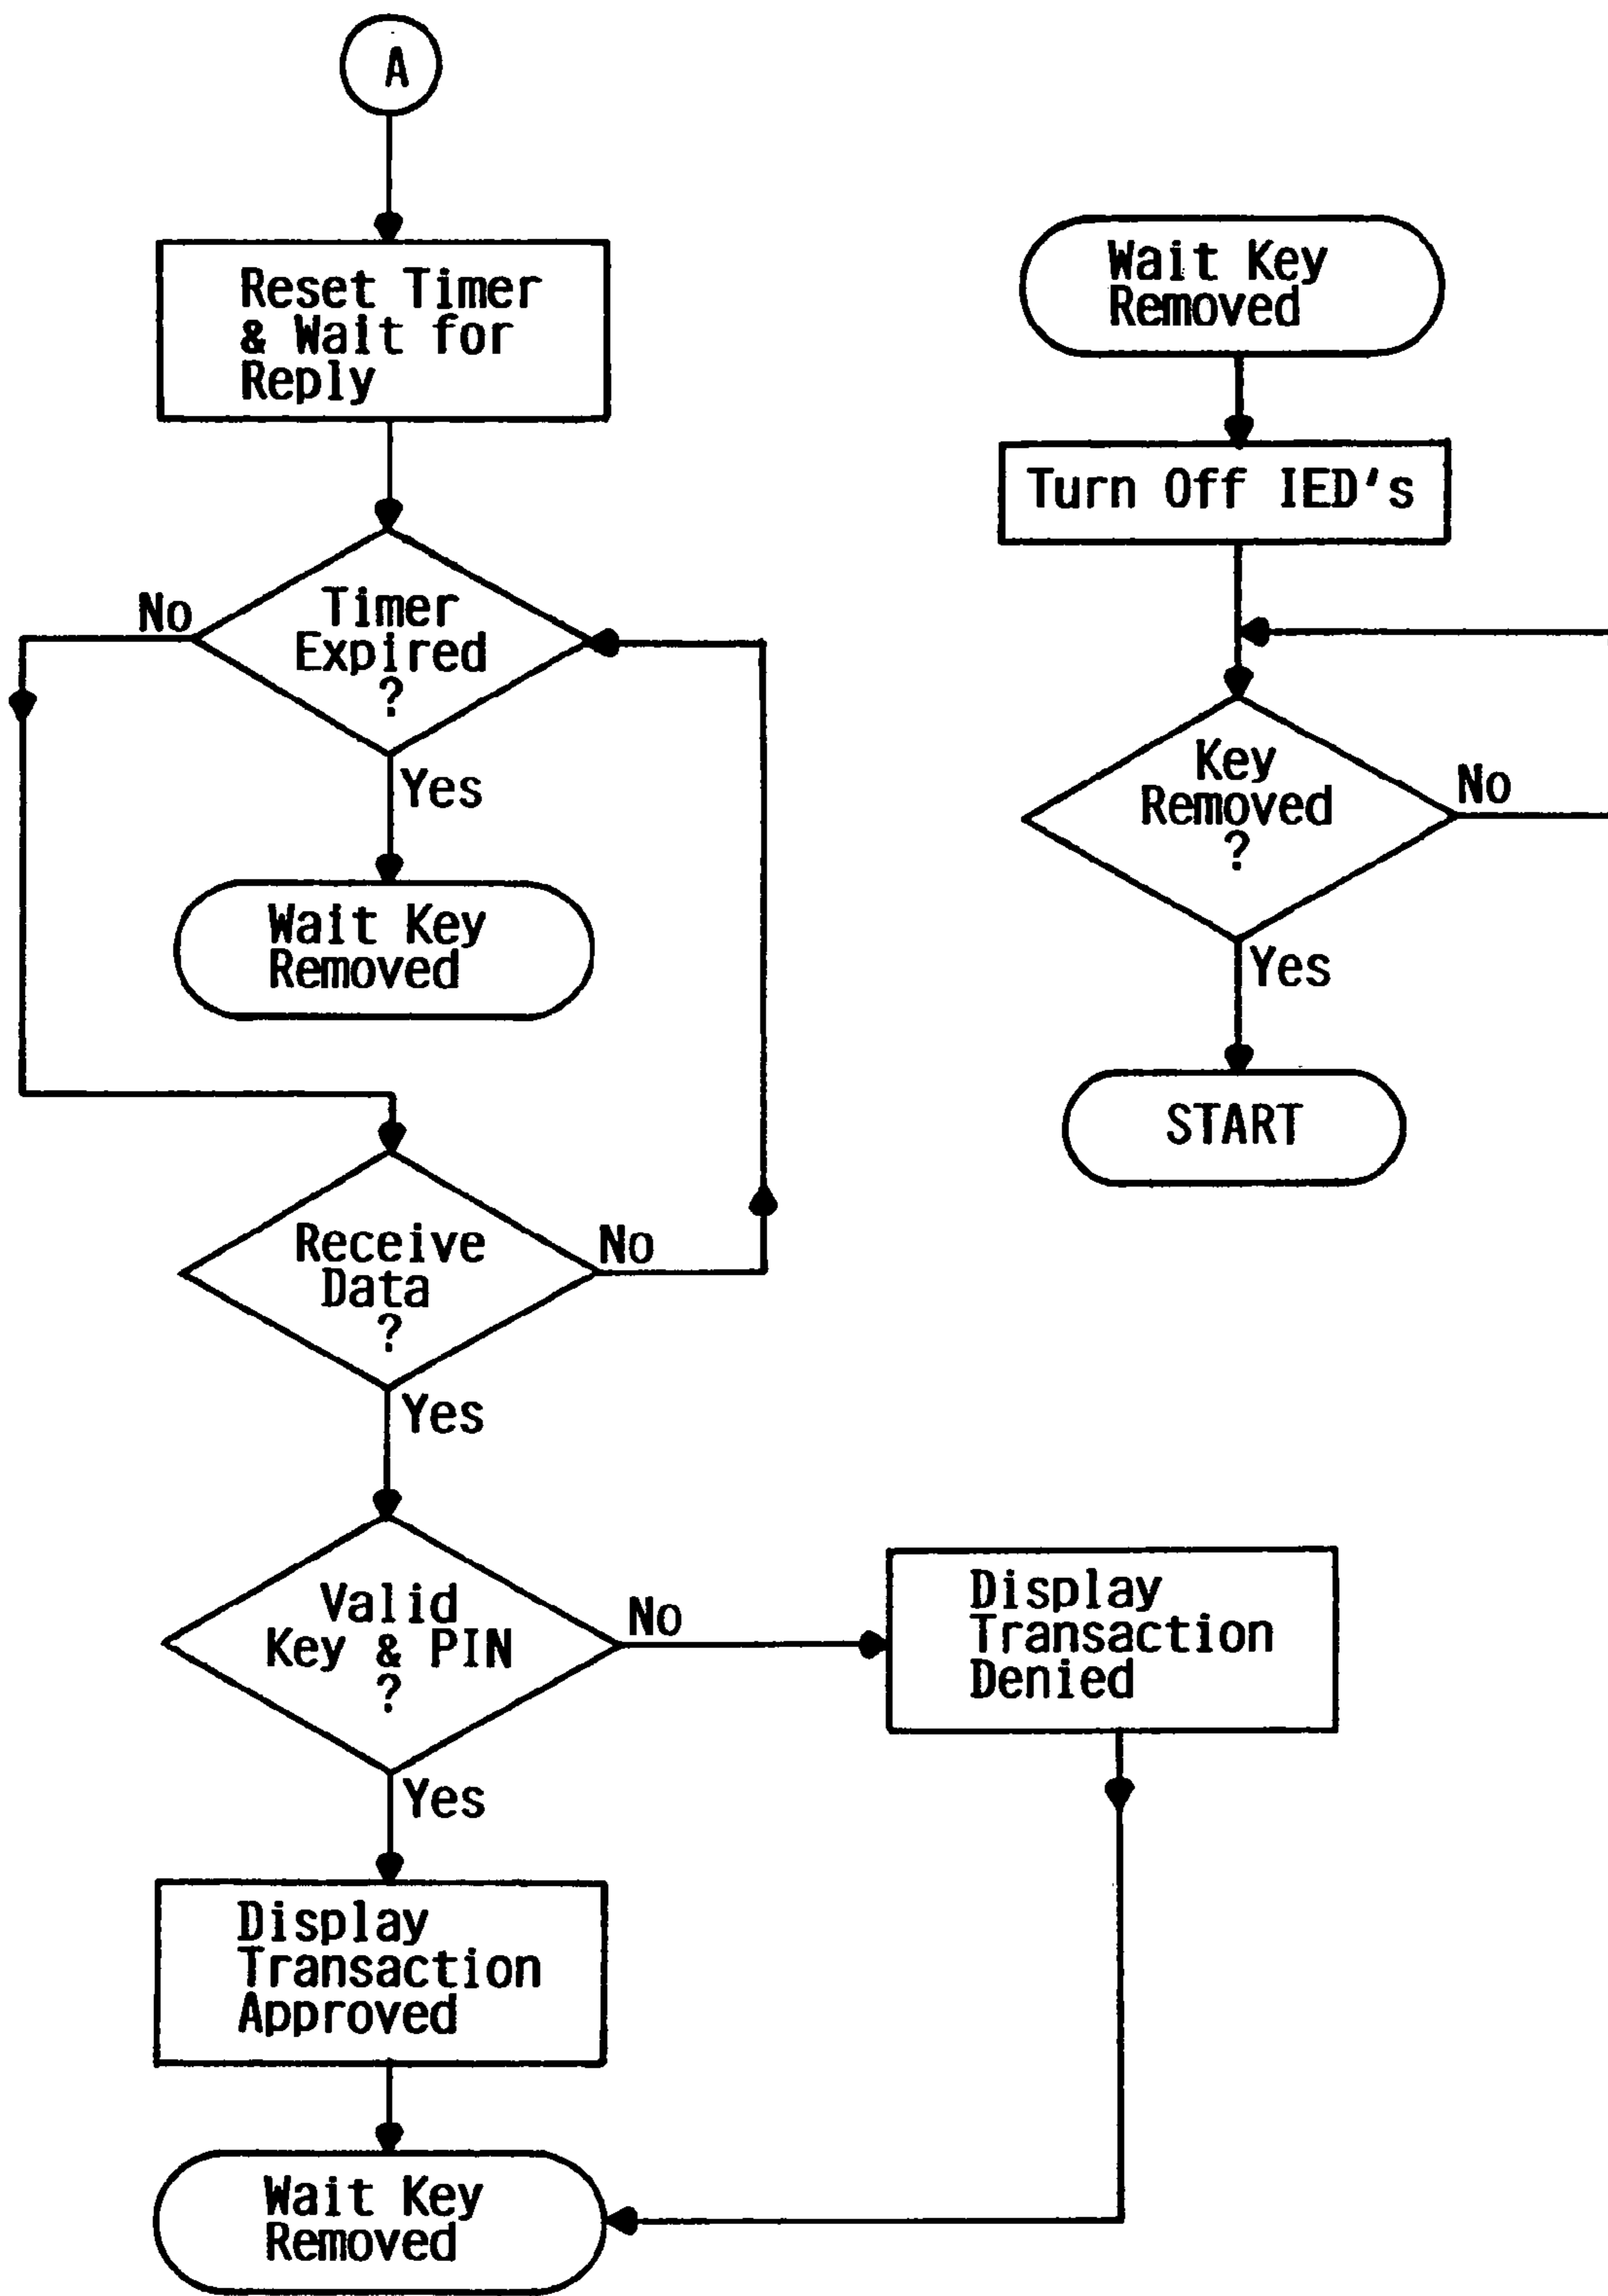 A
Reset Timer
& Wait for
Reply
Timer
Expired
?
No
Yes
Wait Key
Removed
Receive
Data
?
No
Yes
Valid
Key & PIN
?
No
Yes
Display
Transaction
Denied
Display
Transaction
Approved
Wait Key
Removed
Wait Key
Removed
Turn Off IED's
Key
Removed
?
No
Yes
START